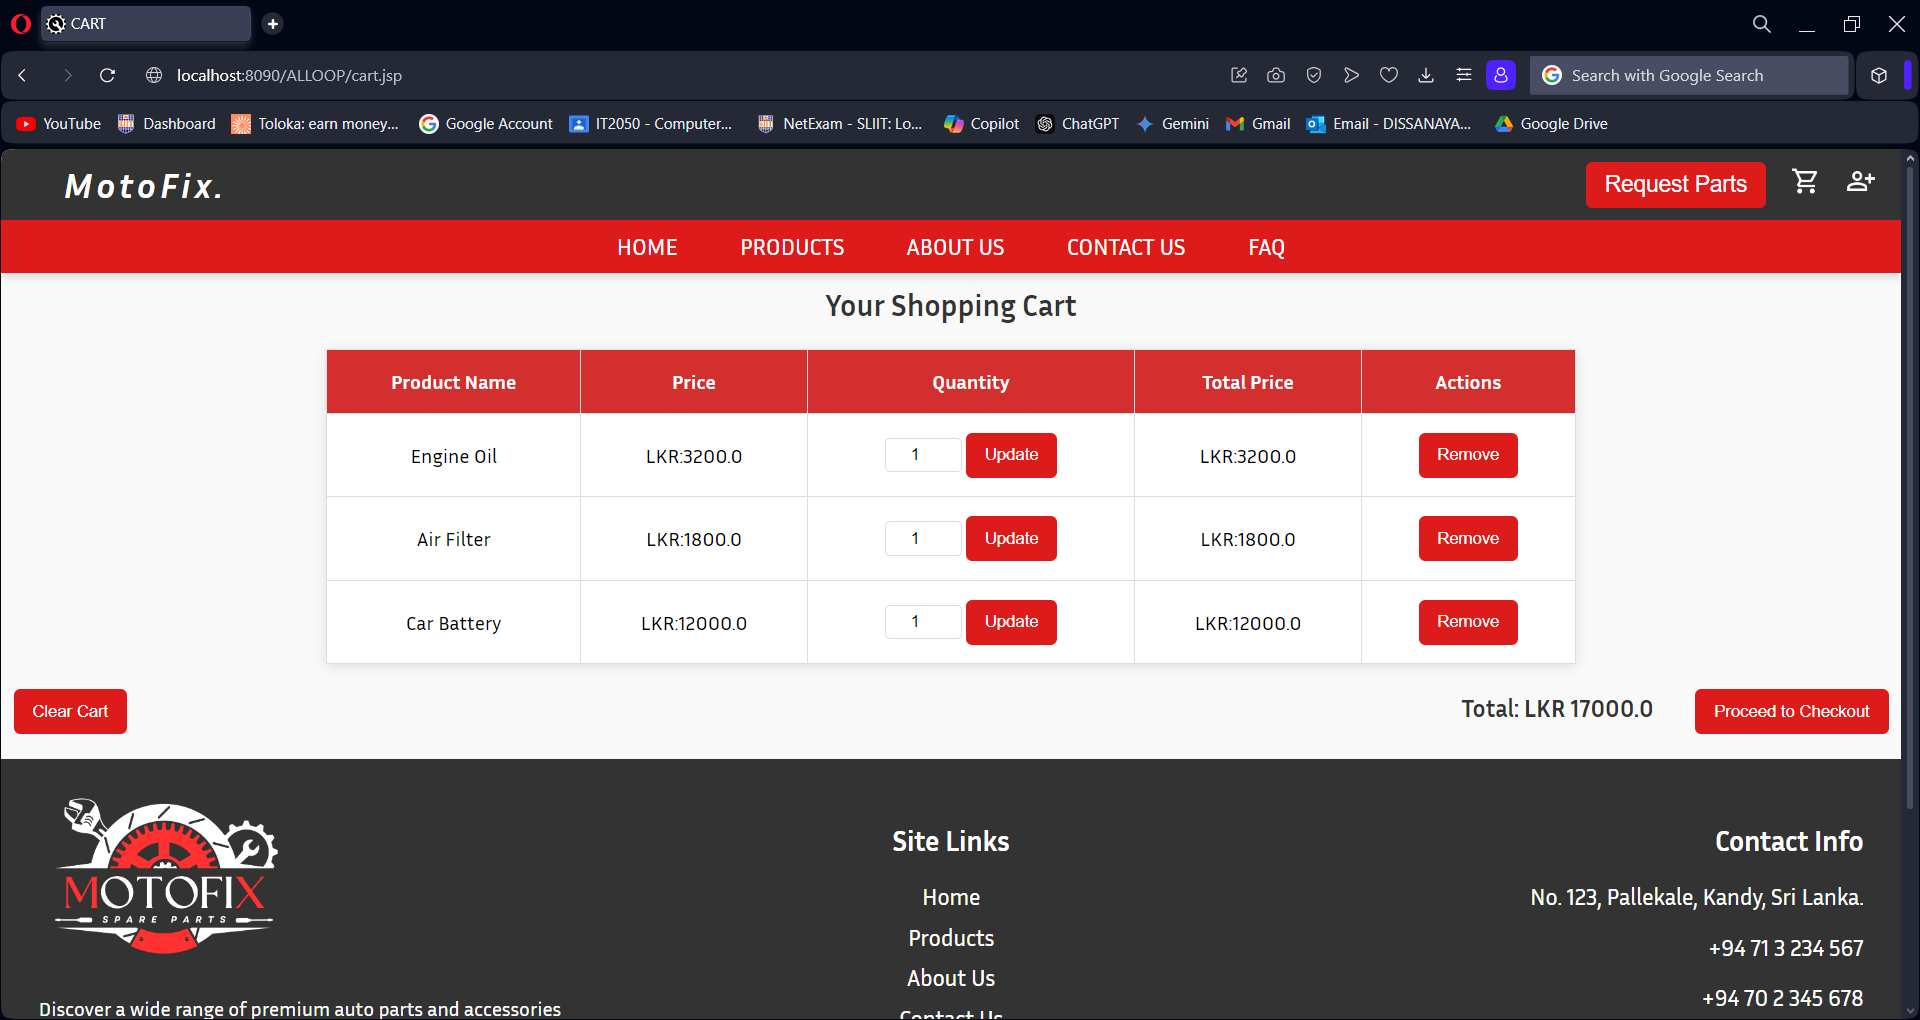 CART
localhost:8090/ALLOOP/cart.jsp
Search with Google Search
YouTube Dashboard Toloka: earn money... Google Account IT2050 - Computer... NetExam - SLIIT: Lo... Copilot ChatGPT Gemini Gmail Email - DISSANAYA... Google Drive
MotoFix.
Request Parts
HOME PRODUCTS ABOUT US CONTACT US FAQ
Your Shopping Cart
Product Name Price Quantity Total Price Actions
Engine Oil LKR:3200.0 1 Update LKR:3200.0 Remove
Air Filter LKR:1800.0 1 Update LKR:1800.0 Remove
Car Battery LKR:12000.0 1 Update LKR:12000.0 Remove
Clear Cart Total: LKR 17000.0 Proceed to Checkout
MOTOFIX
SPARE PARTS
Discover a wide range of premium auto parts and accessories
Site Links
Home
Products
About Us
Contact Us
Contact Info
No. 123, Pallekale, Kandy, Sri Lanka.
+94 71 3 234 567
+94 70 2 345 678